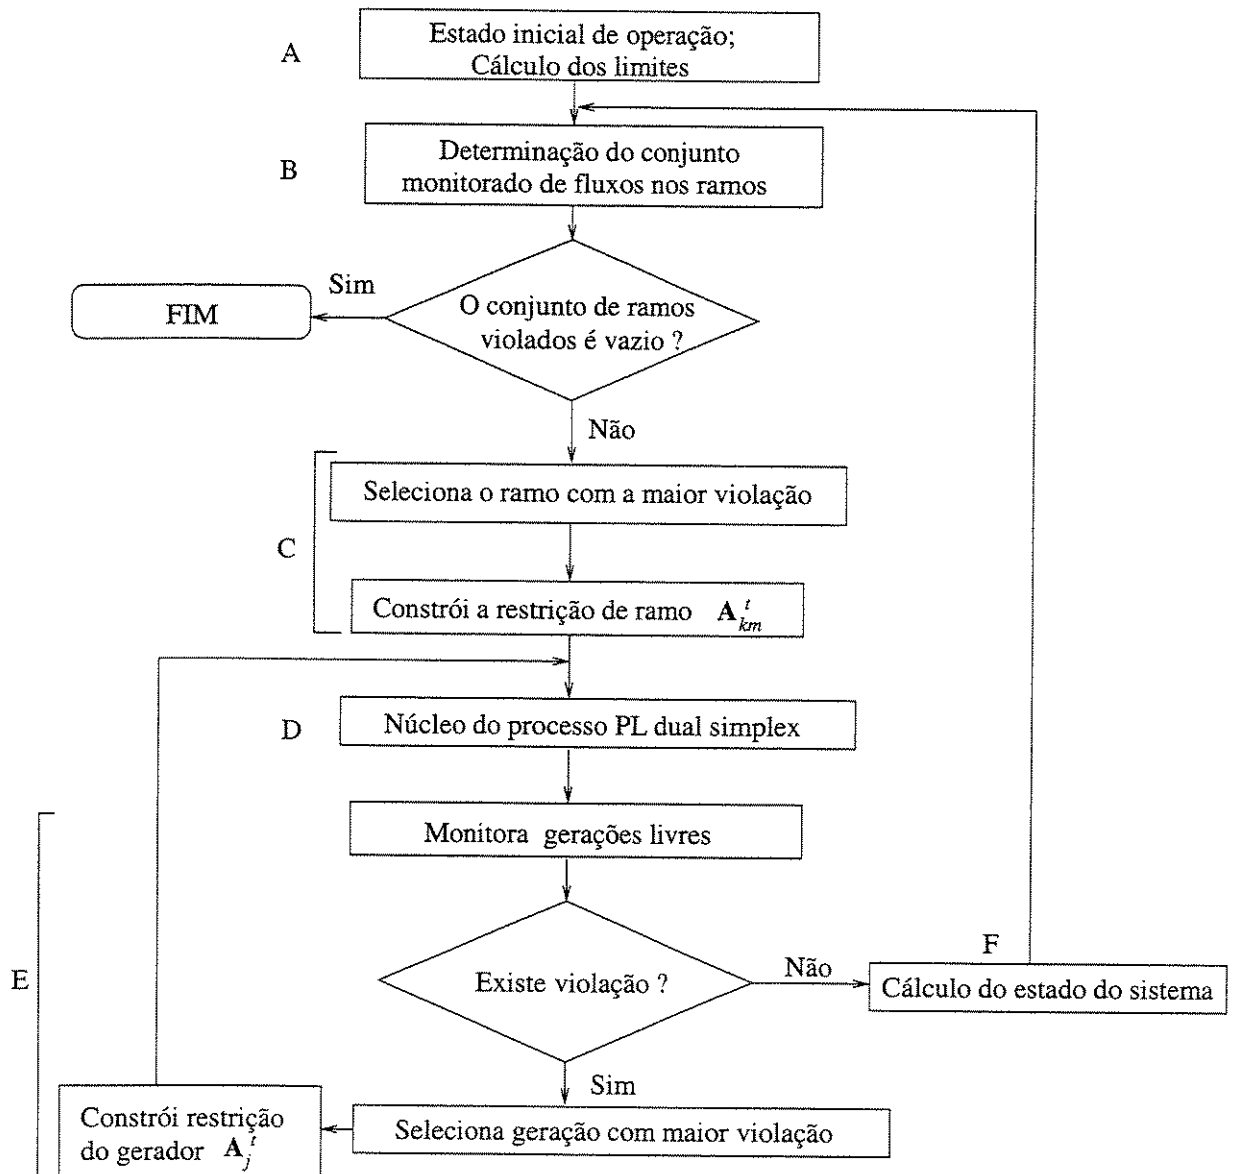 A
Estado inicial de operação;
Cálculo dos limites
B
Determinação do conjunto
monitorado de fluxos nos ramos
Sim
FIM
O conjunto de ramos
violados é vazio ?
Não
C
Seleciona o ramo com a maior violação
Constrói a restrição de ramo A_{km}^t
D
Núcleo do processo PL dual simplex
E
Monitora gerações livres
Existe violação ?
Não
F
Cálculo do estado do sistema
Sim
Seleciona geração com maior violação
Constrói restrição
do gerador A_j^t